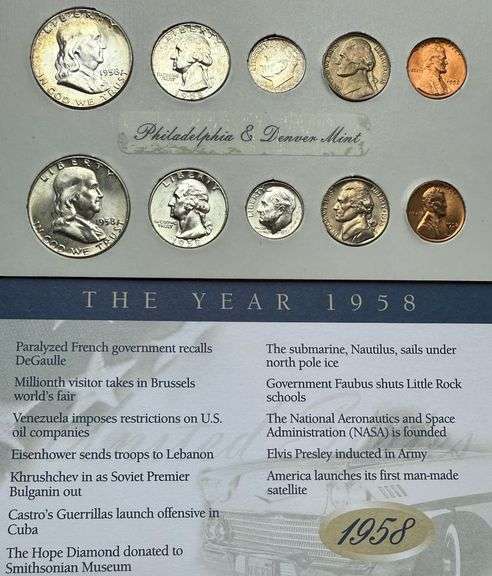 LIBERTY
1958
IN GOD WE TRUST
LIBERTY
LIBERTY
Philadelphia & Denver Mint
LIBERTY
1958
IN GOD WE TRUST
LIBERTY
1958
LIBERTY
THE YEAR 1958
Paralyzed French government recalls
DeGaulle
Millionth visitor takes in Brussels
world's fair
Venezuela imposes restrictions on U.S.
oil companies
Eisenhower sends troops to Lebanon
Khrushchev in as Soviet Premier
Bulganin out
Castro's Guerrillas launch offensive in
Cuba
The Hope Diamond donated to
Smithsonian Museum
The submarine, Nautilus, sails under
north pole ice
Government Faubus shuts Little Rock
schools
The National Aeronautics and Space
Administration (NASA) is founded
Elvis Presley inducted in Army
America launches its first man-made
satellite
1958